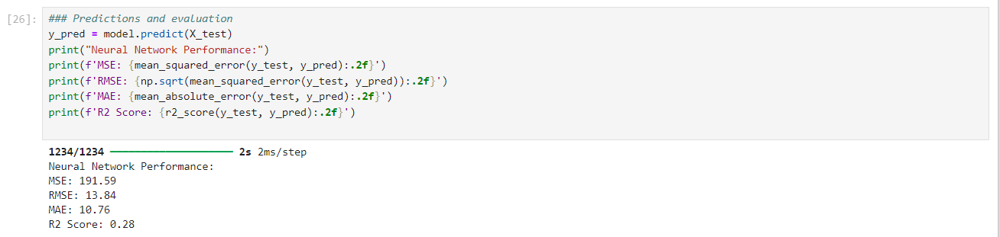 [26]:
### Predictions and evaluation
y_pred = model.predict(X_test)
print("Neural Network Performance:")
print(f'MSE: {mean_squared_error(y_test, y_pred):.2f}')
print(f'RMSE: {np.sqrt(mean_squared_error(y_test, y_pred)):.2f}')
print(f'MAE: {mean_absolute_error(y_test, y_pred):.2f}')
print(f'R2 Score: {r2_score(y_test, y_pred):.2f}')
1234/1234 ━━━━━━━━━━━━━━━━━━━━ 2s 2ms/step
Neural Network Performance:
MSE: 191.59
RMSE: 13.84
MAE: 10.76
R2 Score: 0.28